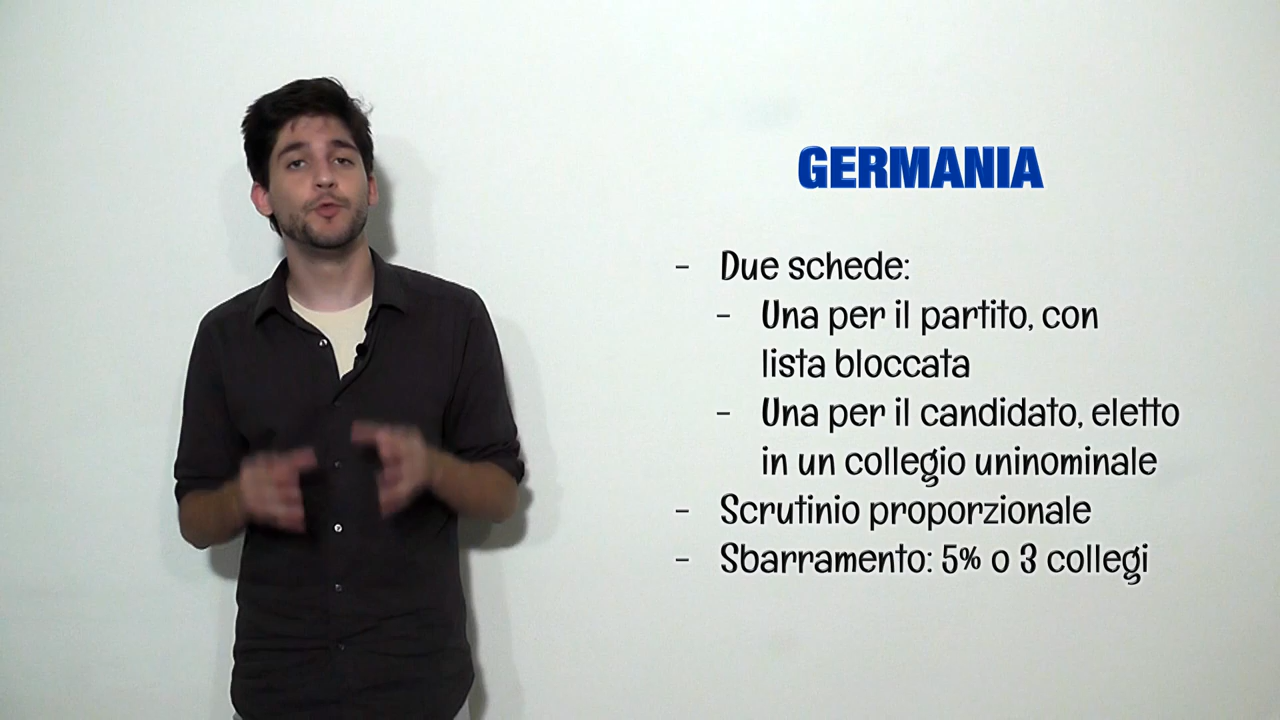 GERMANIA
- Due schede:
- Una per il partito, con
lista bloccata
- Una per il candidato, eletto
in un collegio uninominale
- Scrutinio proporzionale
- Sbarramento: 5% o 3 collegi